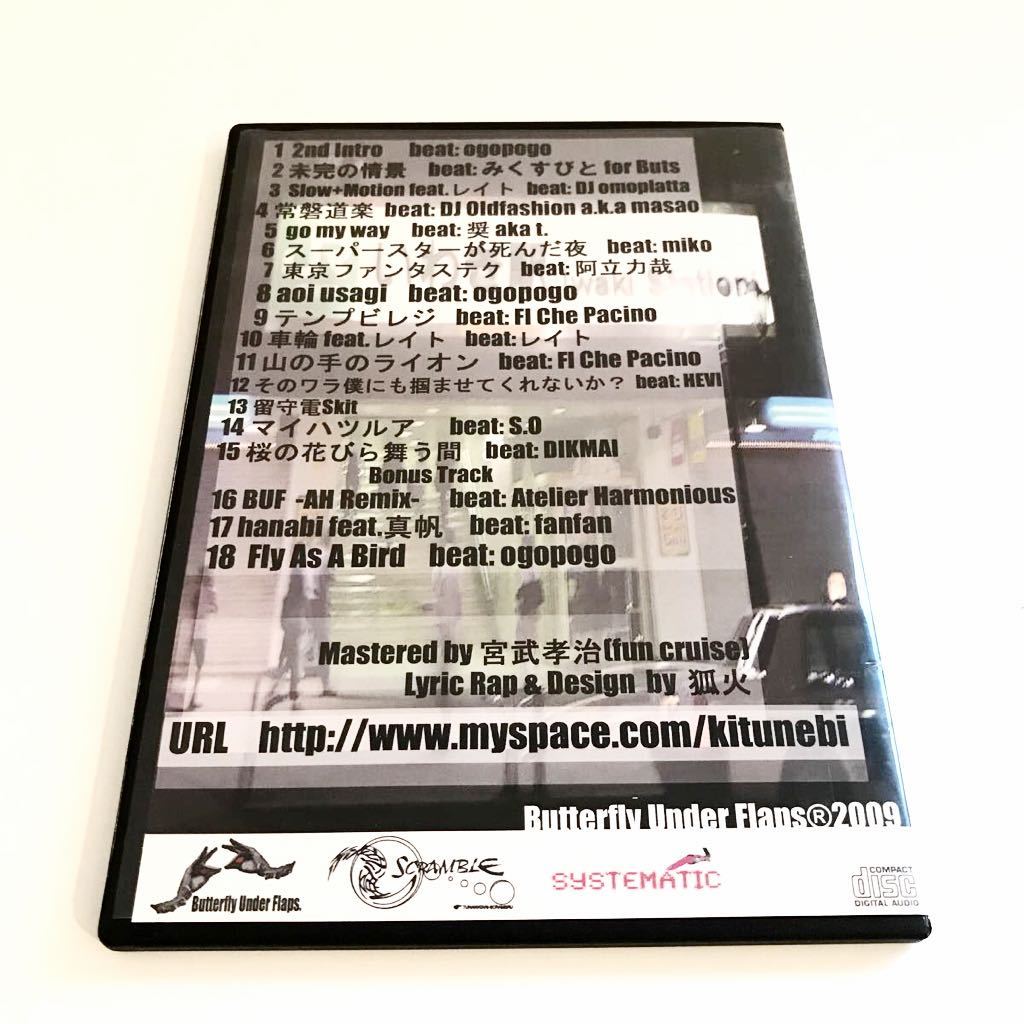 1 2nd Intro beat: ogopogo
2 未完の情景 beat: みくすびと for Buts
3 Slow+Motion feat.レイト beat: DJ omoplatta
4 常磐道楽 beat: DJ Oldfashion a.k.a masao
5 go my way beat: 奨 aka t.
6 スーパースターが死んだ夜 beat: miko
7 東京ファンタステク beat: 阿立力哉
8 aoi usagi beat: ogopogo
9 テンプビレジ beat: FI Che Pacino
10 車輪 feat.レイト beat:レイト
11 山の手のライオン beat: FI Che Pacino
12 そのワラ僕にも掴ませてくれないか？ beat: HEVI
13 留守電Skit
14 マイハツルア beat: S.O
15 桜の花びら舞う間 beat: DIKMAI
Bonus Track
16 BUF -AH Remix- beat: Atelier Harmonious
17 hanabi feat.真帆 beat: fanfan
18 Fly As A Bird beat: ogopogo
Mastered by 宮武孝治(fun cruise)
Lyric Rap & Design by 狐火
URL http://www.myspace.com/kitunebi
Butterfly Under Flaps®2009
Butterfly Under Flaps.
SCRAMBLE
SYSTEMATIC
COMPACT
disc
DIGITAL AUDIO